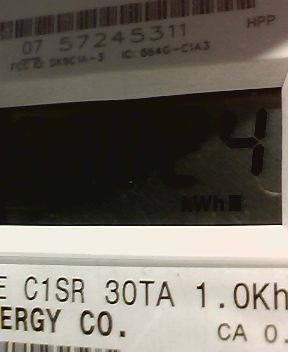 07 57245311
HPP
FCC ID: SK9C1A-3 IC: 564G-C1A3
4
kWh
E C1SR 30TA 1.0Kh
ERGY CO.
CA 0.